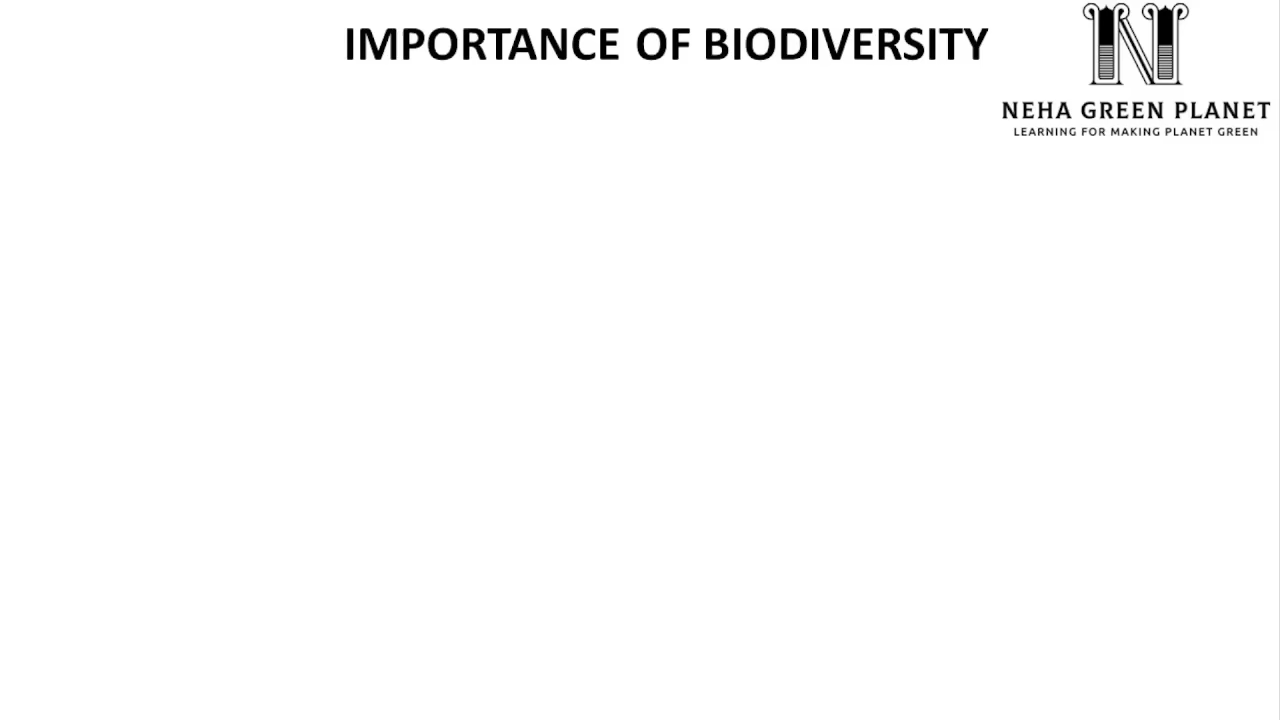 IMPORTANCE OF BIODIVERSITY
N
NEHA GREEN PLANET
LEARNING FOR MAKING PLANET GREEN